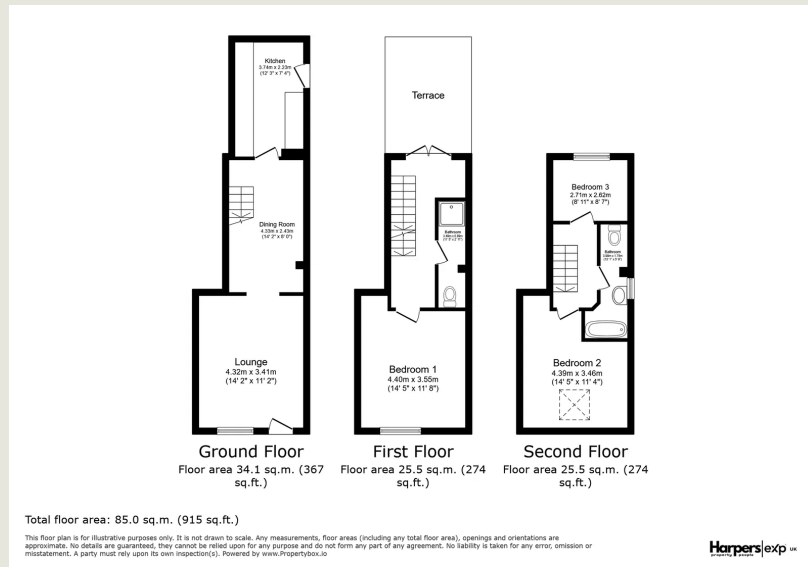 Kitchen
3.74m x 2.23m
(12' 3" x 7' 4")
Terrace
Dining Room
4.33m x 2.43m
(14' 2" x 8' 0")
Bathroom
Bedroom 3
2.71m x 2.62m
(8' 11" x 8' 7")
Bathroom
Lounge
4.32m x 3.41m
(14' 2" x 11' 2")
Bedroom 1
4.40m x 3.55m
(14' 5" x 11' 8")
Bedroom 2
4.39m x 3.46m
(14' 5" x 11' 4")
Ground Floor
Floor area 34.1 sq.m. (367
sq.ft.)
First Floor
Floor area 25.5 sq.m. (274
sq.ft.)
Second Floor
Floor area 25.5 sq.m. (274
sq.ft.)
Total floor area: 85.0 sq.m. (915 sq.ft.)
This floor plan is for illustrative purposes only. It is not drawn to scale. Any measurements, floor areas (including any total floor area), openings and orientations are
approximate. No details are guaranteed, they cannot be relied upon for any purpose and do not form any part of any agreement. No liability is taken for any error, omission or
misstatement. A party must rely upon its own inspection(s). Powered by www.Propertybox.io
Harpers exp UK
property people